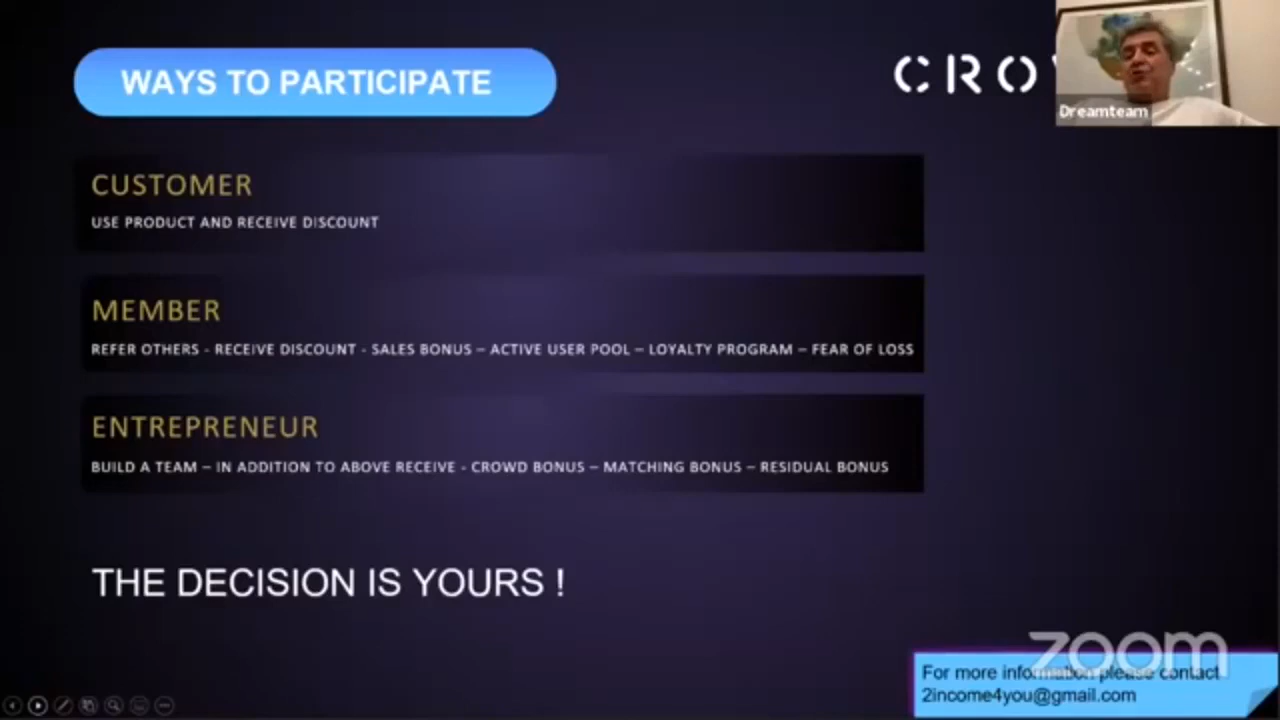 WAYS TO PARTICIPATE
CRO
Dreamteam
CUSTOMER
USE PRODUCT AND RECEIVE DISCOUNT
MEMBER
REFER OTHERS - RECEIVE DISCOUNT - SALES BONUS – ACTIVE USER POOL – LOYALTY PROGRAM – FEAR OF LOSS
ENTREPRENEUR
BUILD A TEAM – IN ADDITION TO ABOVE RECEIVE - CROWD BONUS – MATCHING BONUS – RESIDUAL BONUS
THE DECISION IS YOURS !
zoom
For more information please contact
2income4you@gmail.com